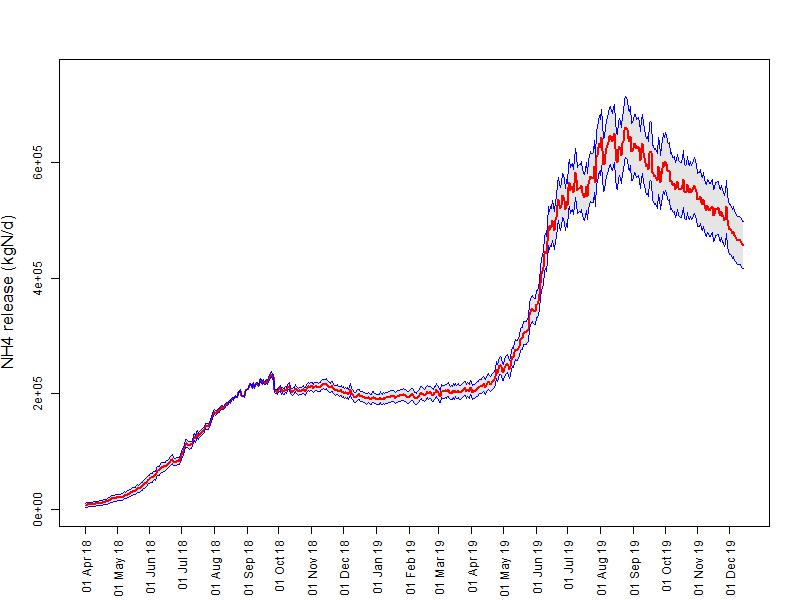 NH4 release (kgN/d)
6e+05
4e+05
2e+05
0e+00
01 Apr 18
01 May 18
01 Jun 18
01 Jul 18
01 Aug 18
01 Sep 18
01 Oct 18
01 Nov 18
01 Dec 18
01 Jan 19
01 Feb 19
01 Mar 19
01 Apr 19
01 May 19
01 Jun 19
01 Jul 19
01 Aug 19
01 Sep 19
01 Oct 19
01 Nov 19
01 Dec 19